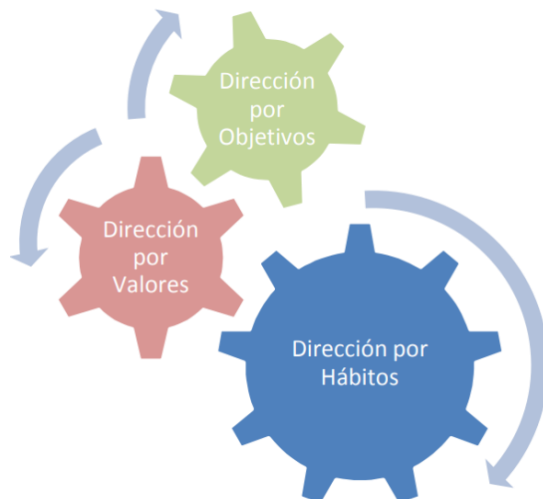 Dirección
por
Objetivos
Dirección
por
Valores
Dirección por
Hábitos